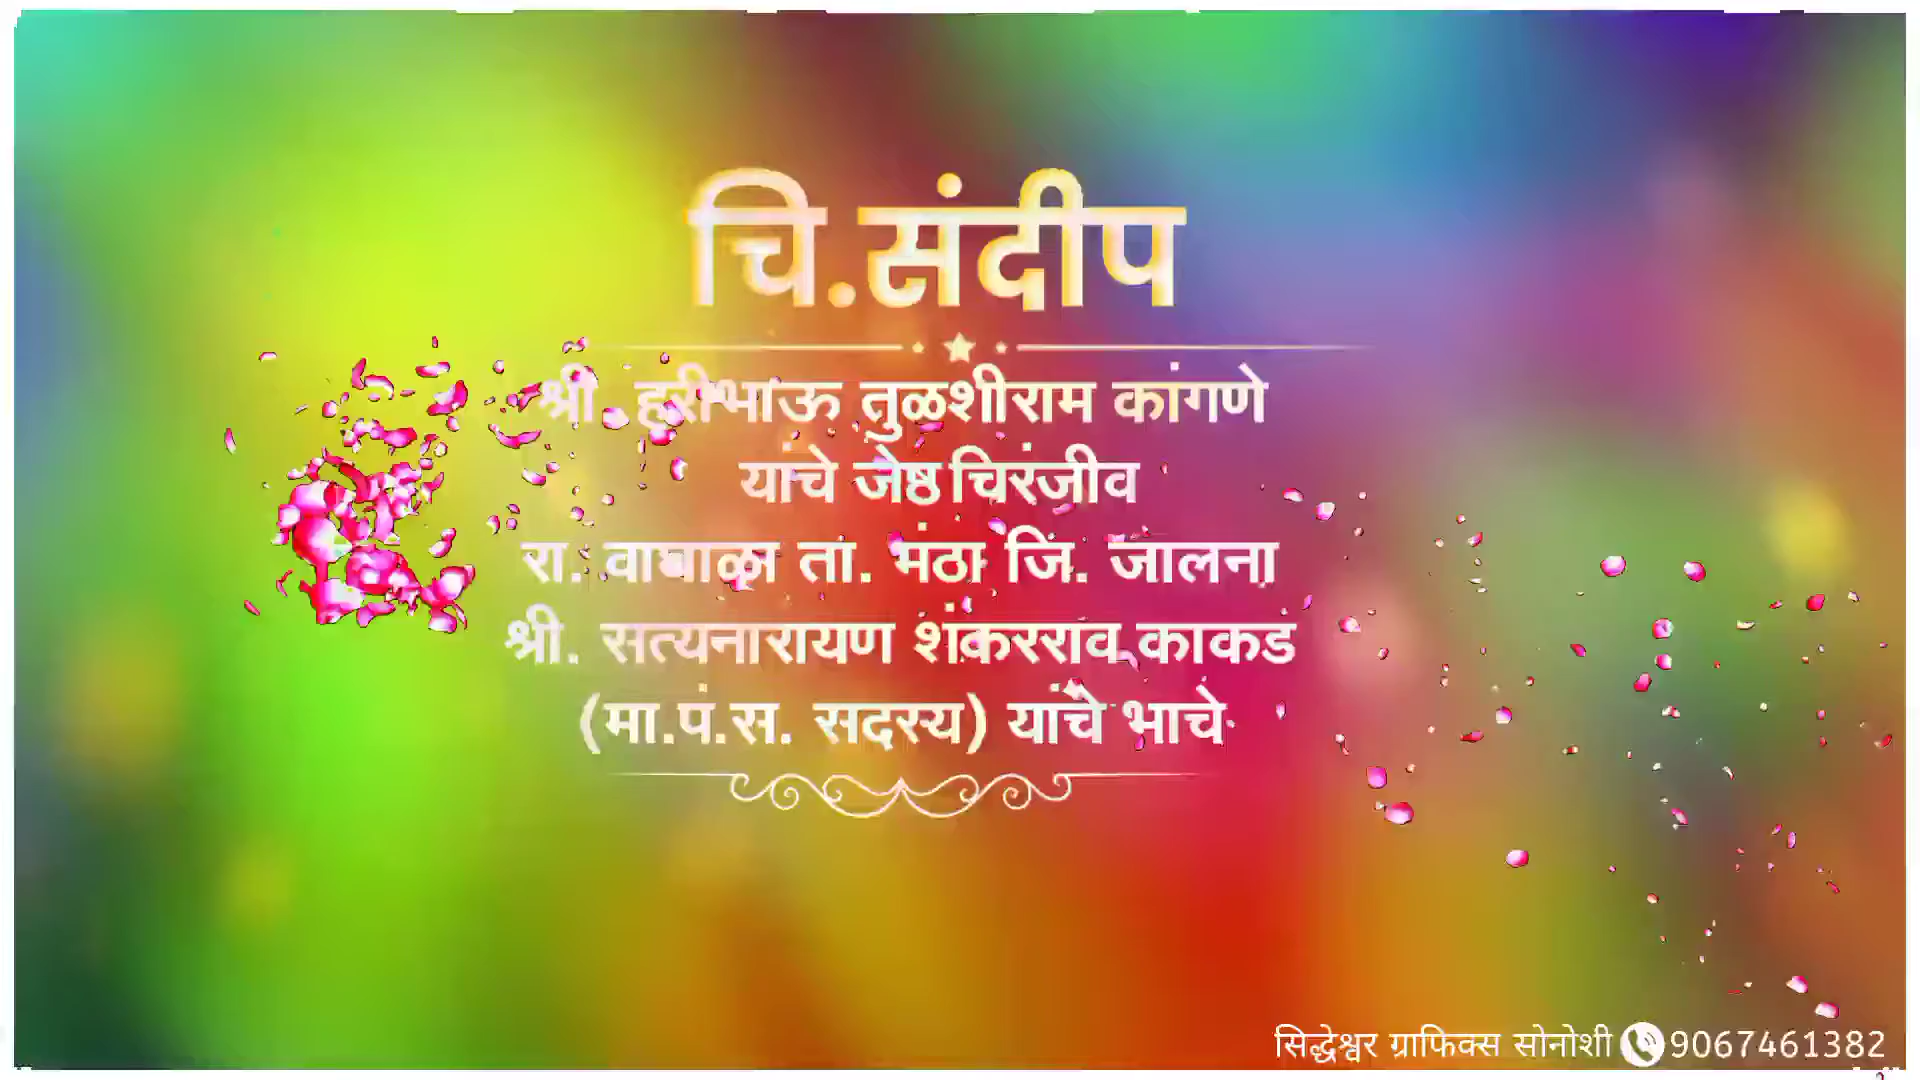 चि.संदीप
श्री. हरीभाऊ तुळशीराम कांगणे
यांचे जेष्ठ चिरंजीव
रा. वाघाळा ता. मंठा जि. जालना
श्री. सत्यनारायण शंकरराव काकड
(मा.पं.स. सदस्य) यांचे भाचे
सिद्धेश्वर ग्राफिक्स सोनोशी 9067461382